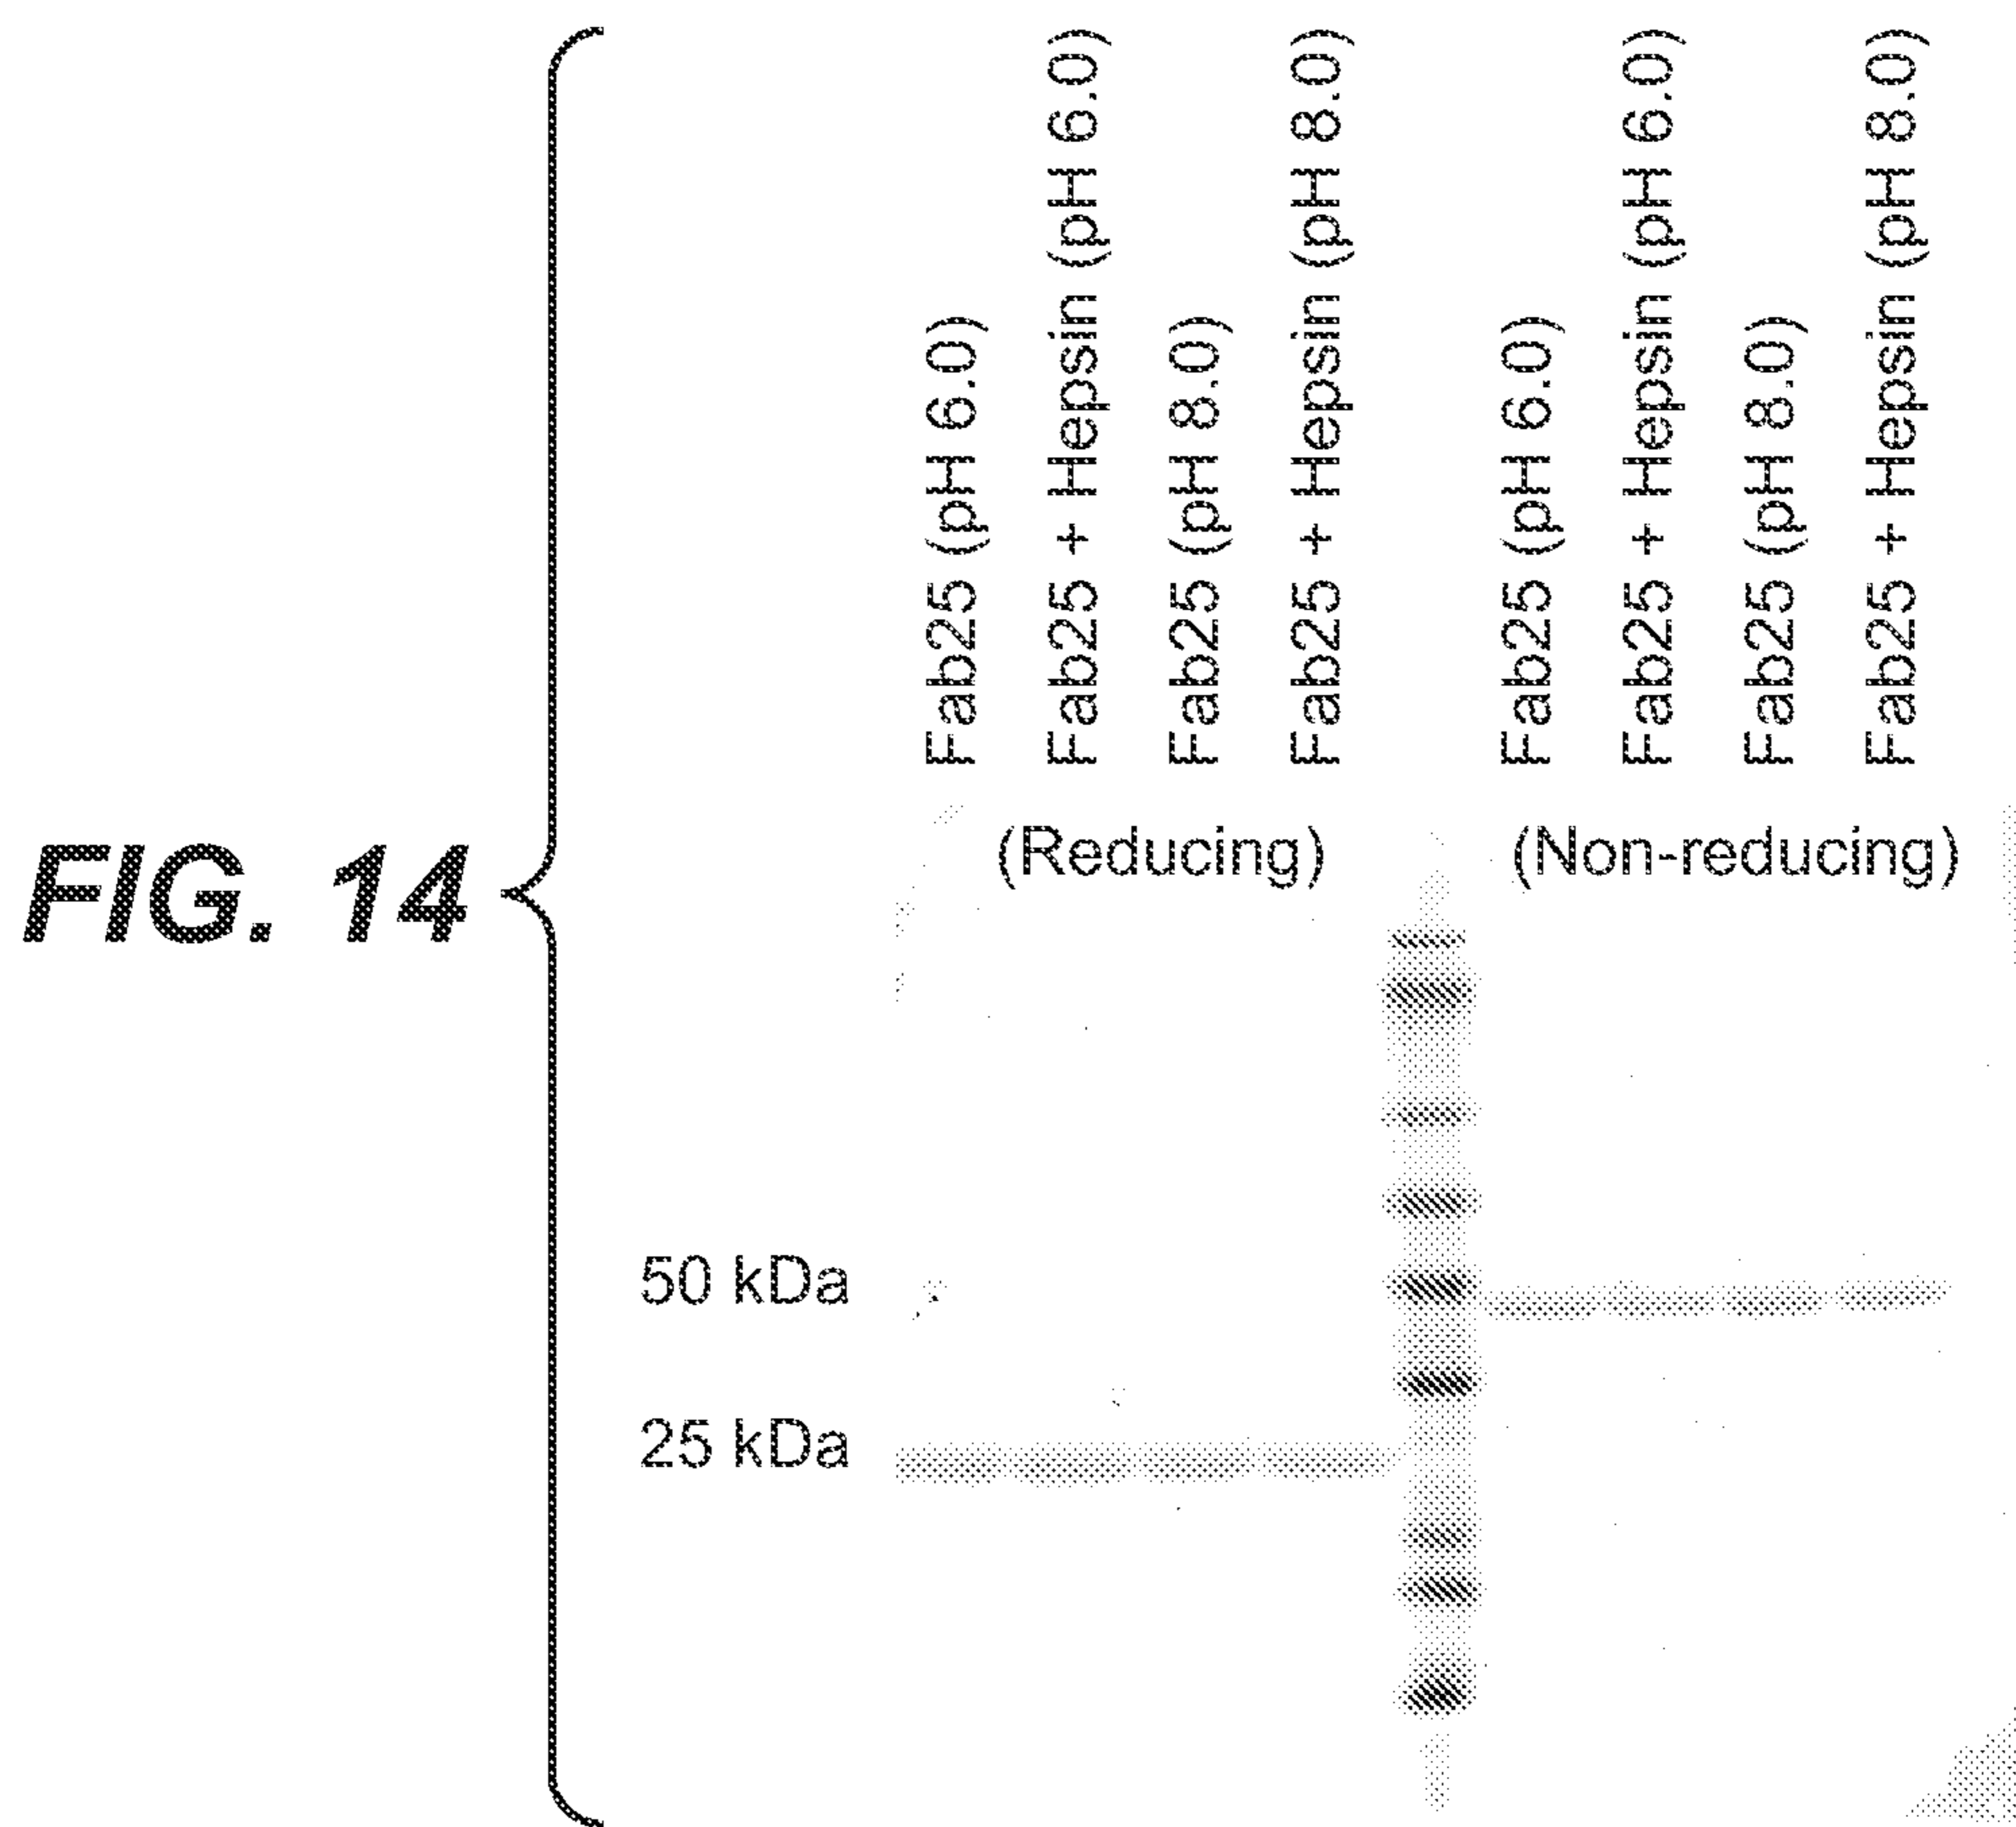 Fab25 (pH 6.0)
Fab25 + Hepsin (pH 6.0)
Fab25 (pH 8.0)
Fab25 + Hepsin (pH 8.0)
Fab25 (pH 6.0)
Fab25 + Hepsin (pH 6.0)
Fab25 (pH 8.0)
Fab25 + Hepsin (pH 8.0)
(Reducing)
(Non-reducing)
FIG. 14
50 kDa
25 kDa